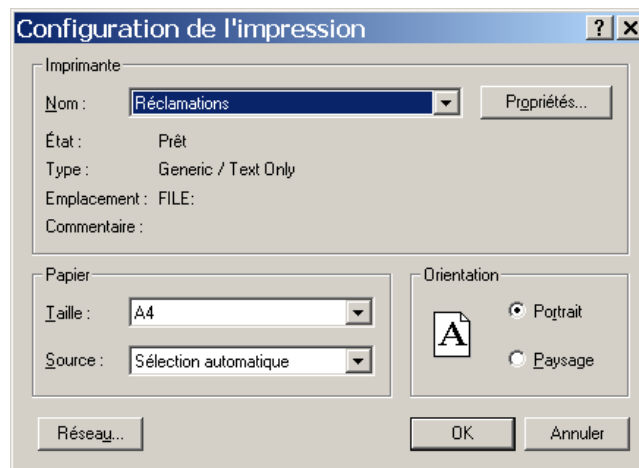 Configuration de l'impression
Imprimante
Nom : Réclamations Propriétés...
État : Prêt
Type : Generic / Text Only
Emplacement : FILE:
Commentaire :
Papier
Taille : A4
Source : Sélection automatique
Orientation
A
Portrait
Paysage
Réseau... OK Annuler